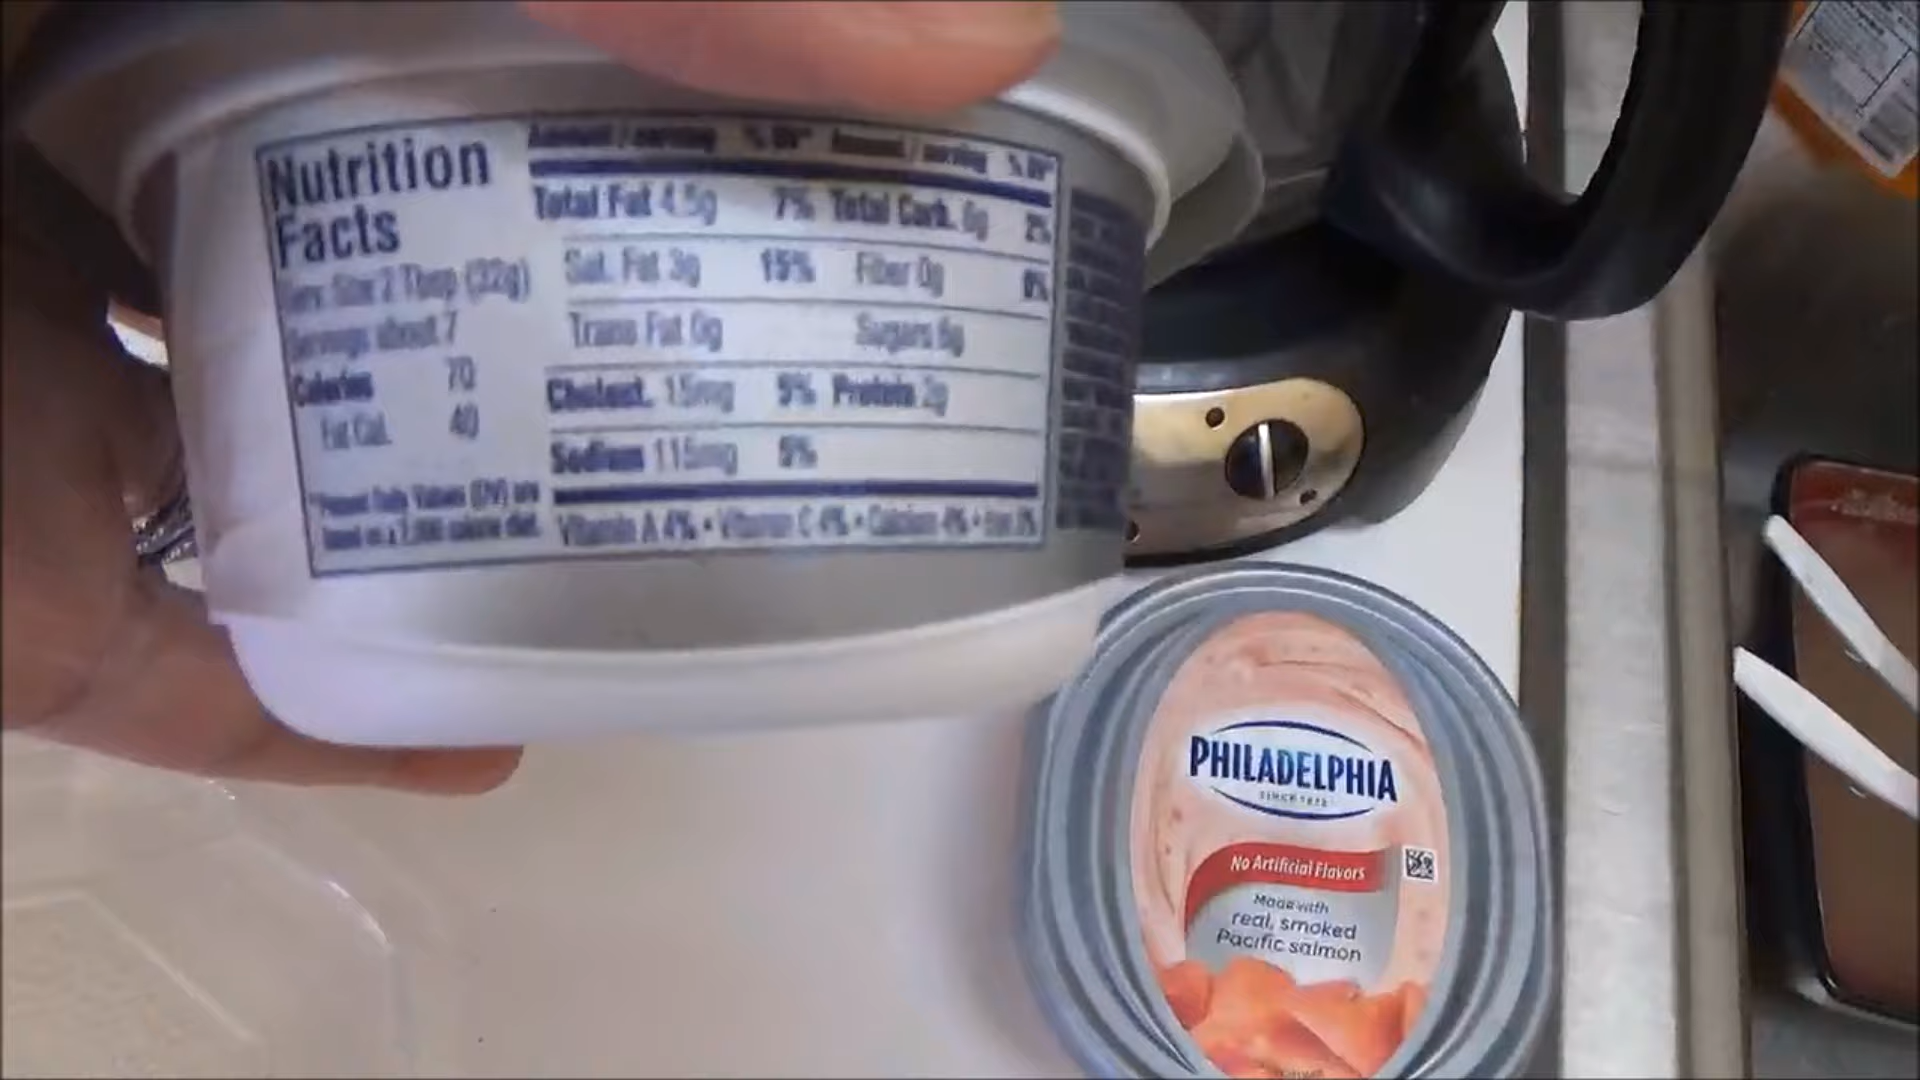 Nutrition
Facts
Serv. Size 2 Tbsp (32g)
Servings about 7
Calories 70
Fat Cal. 40
*Percent Daily Values (DV) are
based on a 2,000 calorie diet.
Amount / serving %DV* Amount / serving %DV*
Total Fat 4.5g 7% Total Carb. 6g 2%
Sat. Fat 3g 15% Fiber 0g 0%
Trans Fat 0g Sugars 6g
Cholest. 15mg 5% Protein 2g
Sodium 115mg 5%
Vitamin A 4% • Vitamin C 4% • Calcium 4% • Iron
PHILADELPHIA
SINCE 1872
No Artificial Flavors
Made with
real, smoked
Pacific salmon